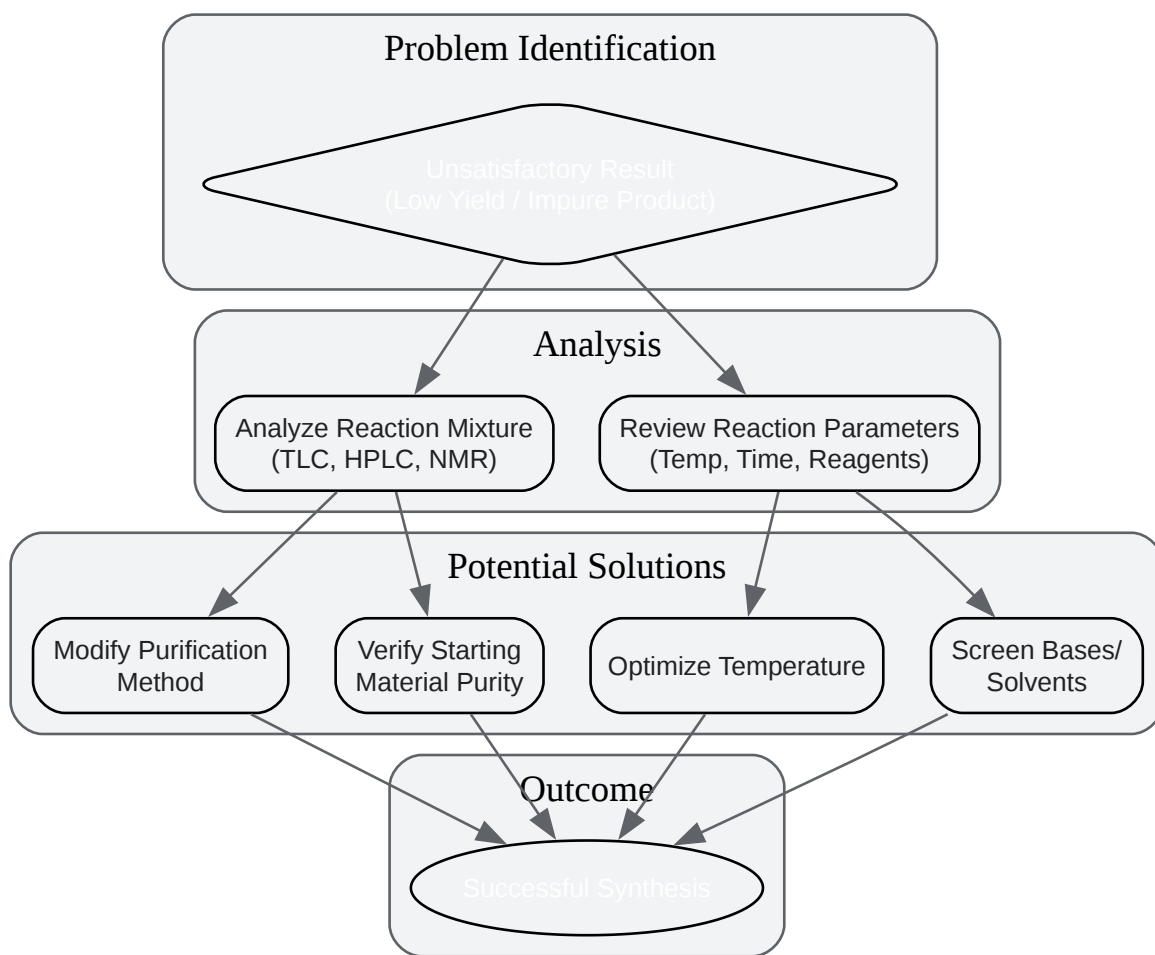 Problem Identification
Unsatisfactory Result
(Low Yield / Impure Product)
Analysis
Analyze Reaction Mixture
(TLC, HPLC, NMR)
Review Reaction Parameters
(Temp, Time, Reagents)
Potential Solutions
Modify Purification
Method
Verify Starting
Material Purity
Optimize Temperature
Screen Bases/
Solvents
Outcome
Successful Synthesis